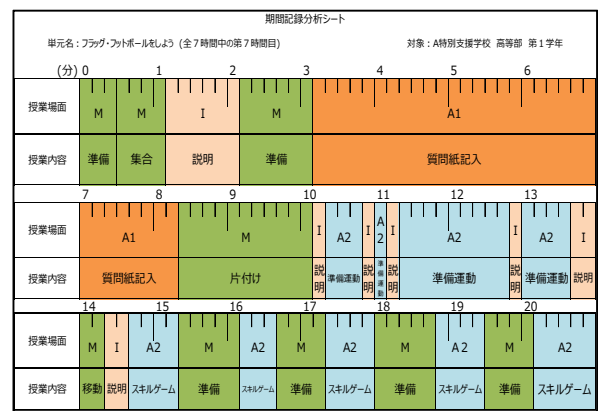 期間記録分析シート
単元名：フラッグ・フットボールをしよう（全７時間中の第７時間目） 対象：A特別支援学校 高等部 第１学年
(分) 0 1 2 3 4 5 6
授業場面 M M I M A1
授業内容 準備 集合 説明 準備 質問紙記入
7 8 9 10 11 12 13
授業場面 A1 M I A2 I A2 I A2 I A2 I
授業内容 質問紙記入 片付け 説明 準備運動 説明 準備運動 説明 準備運動 説明 準備運動 説明
14 15 16 17 18 19 20
授業場面 M I A2 M A2 M A2 M A2 M A2
授業内容 移動 説明 スキルゲーム 準備 スキルゲーム 準備 スキルゲーム 準備 スキルゲーム 準備 スキルゲーム